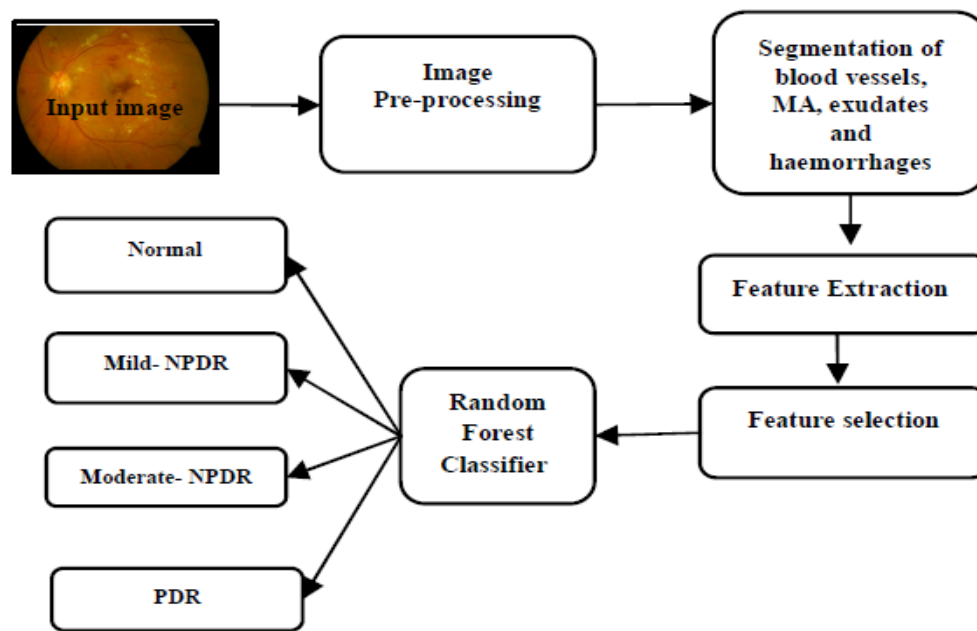 Input image
Image
Pre-processing
Segmentation of
blood vessels,
MA, exudates
and
haemorrhages
Feature Extraction
Feature selection
Random
Forest
Classifier
Normal
Mild- NPDR
Moderate- NPDR
PDR